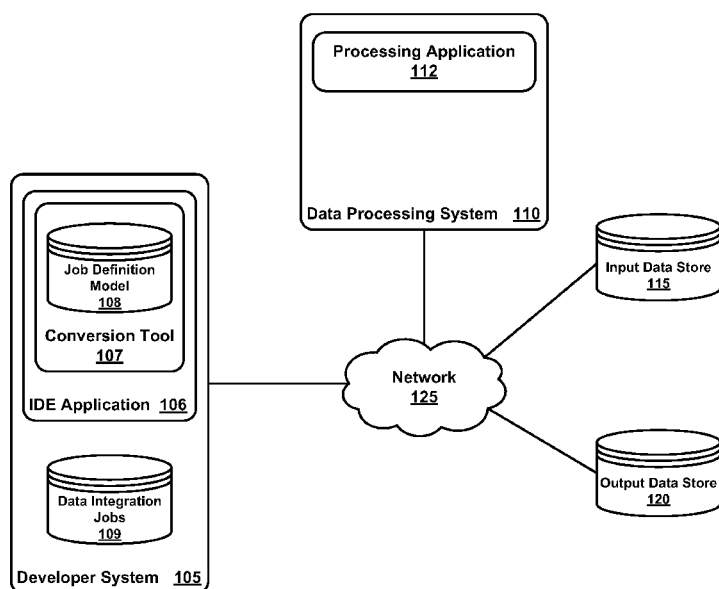 Processing Application
112
Data Processing System 110
Job Definition
Model
108
Conversion Tool
107
IDE Application 106
Data Integration
Jobs
109
Developer System 105
Network
125
Input Data Store
115
Output Data Store
120